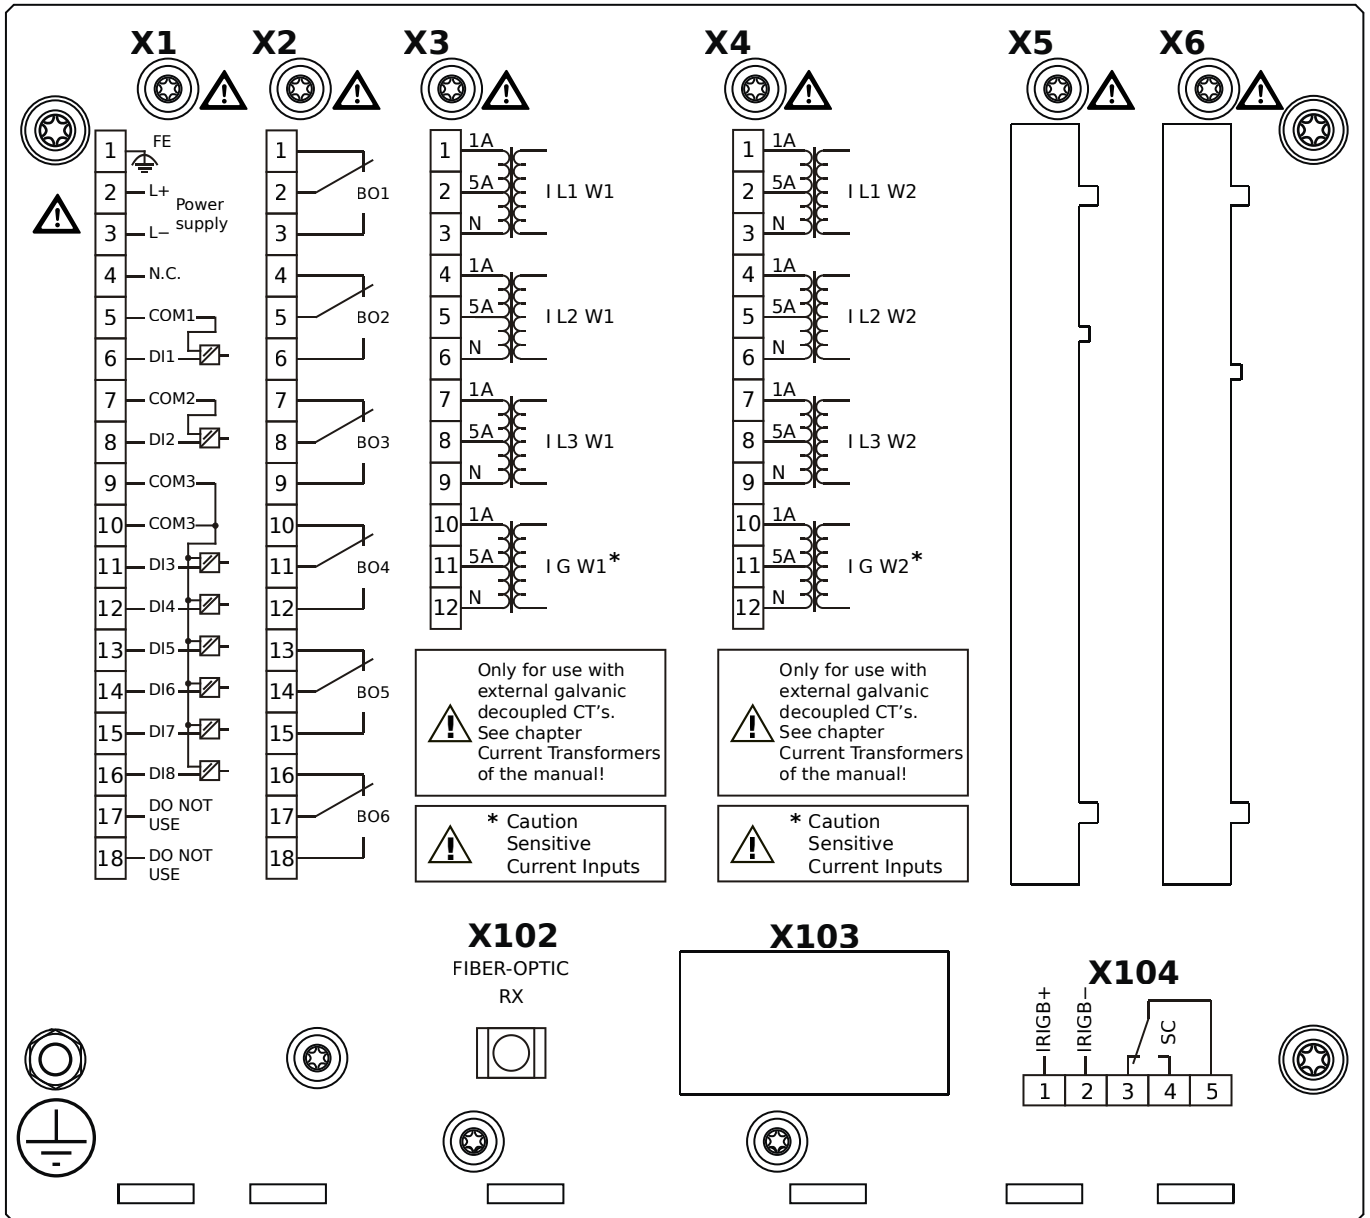 X1
X2
X3
X4
X5
X6
1
FE
2
L+
Power
supply
3
L−
4
N.C.
5
COM1
6
DI1
7
COM2
8
DI2
9
COM3
10
COM3
11
DI3
12
DI4
13
DI5
14
DI6
15
DI7
16
DI8
17
DO NOT
USE
18
DO NOT
USE
1
2
BO1
3
4
5
BO2
6
7
8
BO3
9
10
11
BO4
12
13
14
BO5
15
16
17
BO6
18
1
1A
2
5A
I L1 W1
3
N
4
1A
5
5A
I L2 W1
6
N
7
1A
8
5A
I L3 W1
9
N
10
1A
11
5A
I G W1*
12
N
Only for use with
external galvanic
decoupled CT's.
See chapter
Current Transformers
of the manual!
* Caution
Sensitive
Current Inputs
1
1A
2
5A
I L1 W2
3
N
4
1A
5
5A
I L2 W2
6
N
7
1A
8
5A
I L3 W2
9
N
10
1A
11
5A
I G W2*
12
N
Only for use with
external galvanic
decoupled CT's.
See chapter
Current Transformers
of the manual!
* Caution
Sensitive
Current Inputs
X102
FIBER-OPTIC
RX
X103
X104
IRIGB+
IRIGB−
SC
1 2 3 4 5